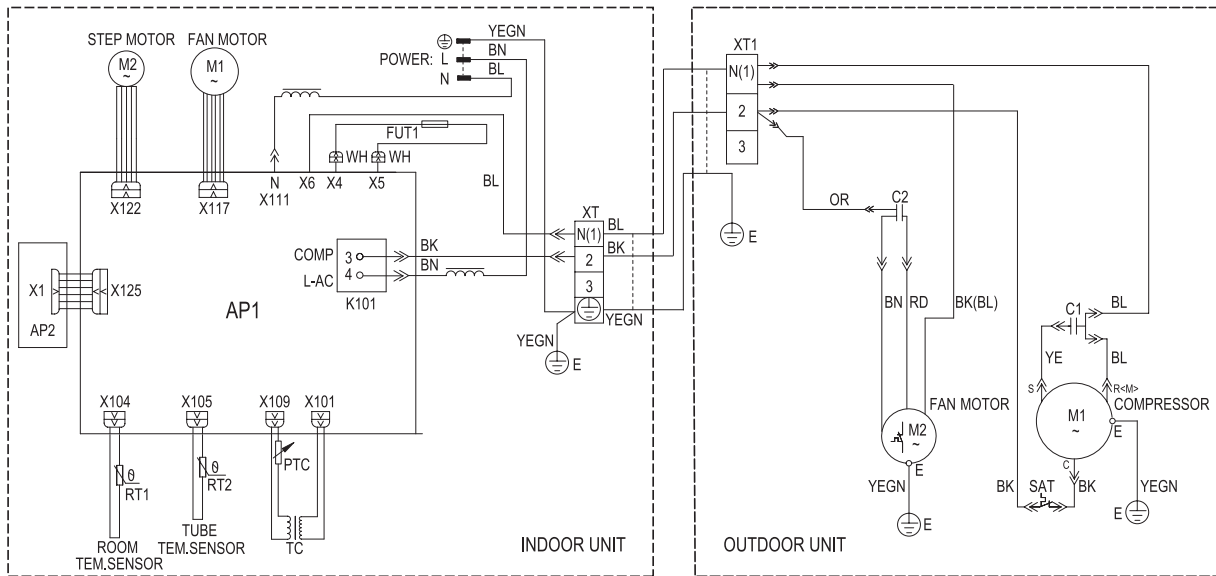 STEP MOTOR
FAN MOTOR
M2
~
M1
~
POWER: L
N
YEGN
BN
BL
FUT1
WH
WH
X122
X117
N
X111
X6
X4
X5
BL
COMP 3
L-AC 4
K101
BK
BN
XT
N(1)
2
3
BL
BK
YEGN
YEGN
E
X1
AP2
X125
AP1
X104
X105
X109
X101
θ
RT1
θ
RT2
PTC
TC
ROOM
TEM.SENSOR
TUBE
TEM.SENSOR
INDOOR UNIT
XT1
N(1)
2
3
E
OR
C2
BN
RD
BK(BL)
FAN MOTOR
M2
~
E
YEGN
E
C1
BL
YE
BL
S
R<M>
COMPRESSOR
M1
~
E
C
SAT
BK
BK
YEGN
E
OUTDOOR UNIT